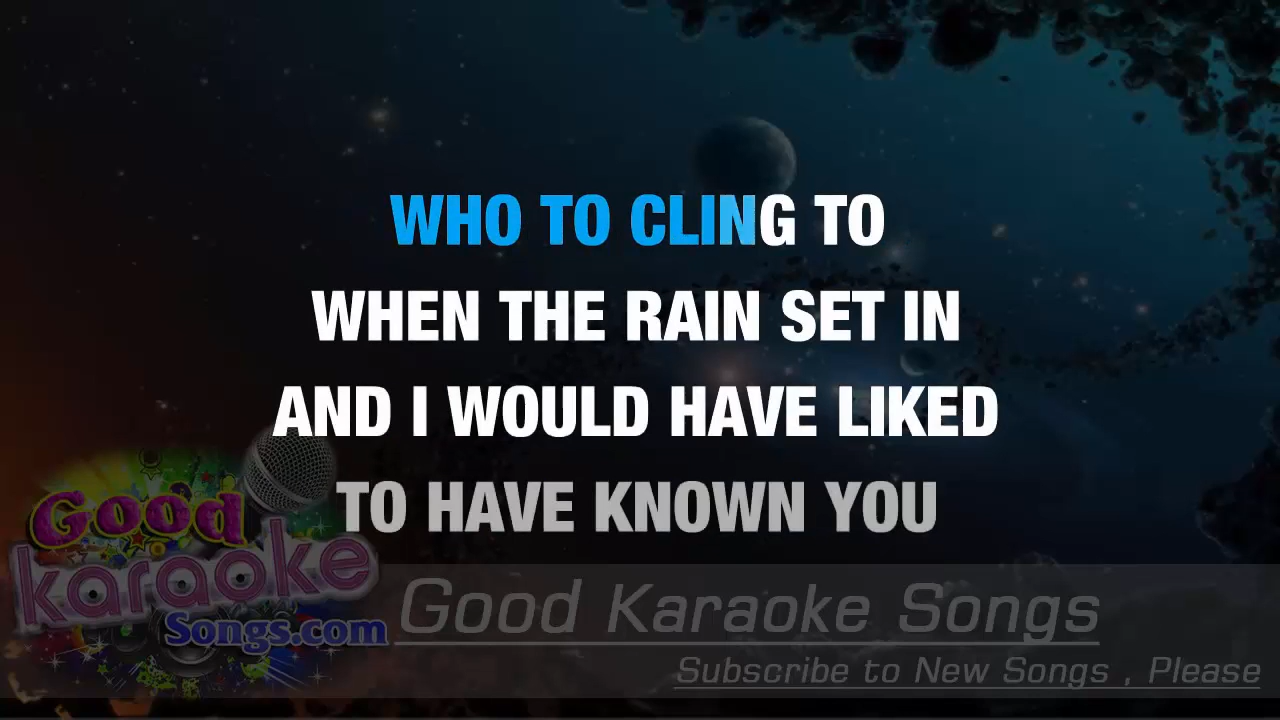 WHO TO CLING TO
WHEN THE RAIN SET IN
AND I WOULD HAVE LIKED
TO HAVE KNOWN YOU
Good
karaoke
Songs.com
Good Karaoke Songs
Subscribe to New Songs , Please